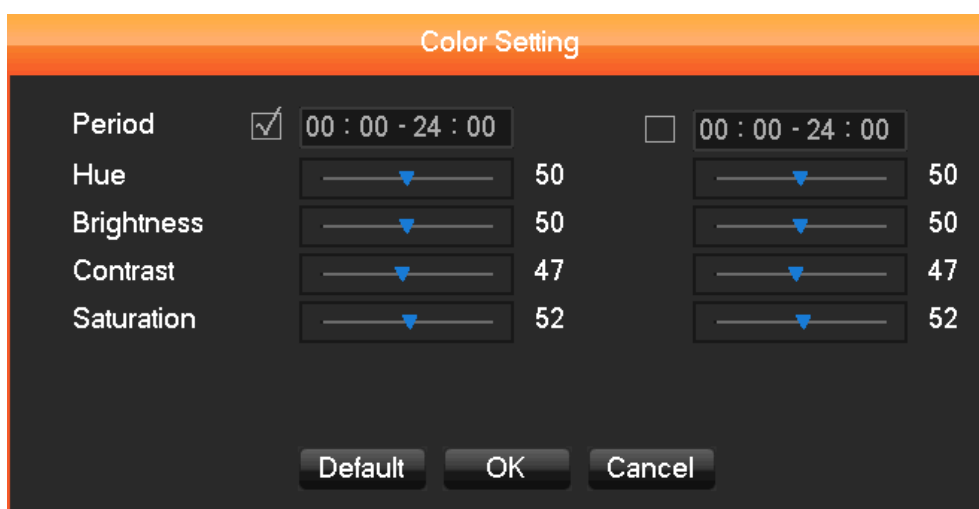 Color Setting
Period 00 : 00 - 24 : 00 00 : 00 - 24 : 00
Hue 50 50
Brightness 50 50
Contrast 47 47
Saturation 52 52
Default OK Cancel